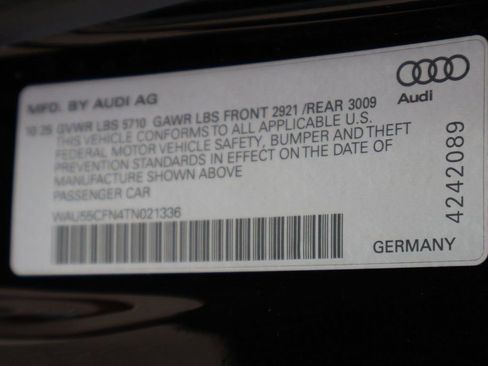 MFD. BY AUDI AG
10 25 GVWR LBS 5710 GAWR LBS FRONT 2921 /REAR 3009
THIS VEHICLE CONFORMS TO ALL APPLICABLE U.S.
FEDERAL MOTOR VEHICLE SAFETY, BUMPER AND THEFT
PREVENTION STANDARDS IN EFFECT ON THE DATE OF
MANUFACTURE SHOWN ABOVE
PASSENGER CAR
WAU55CFN4TN021336
Audi
4242089
GERMANY